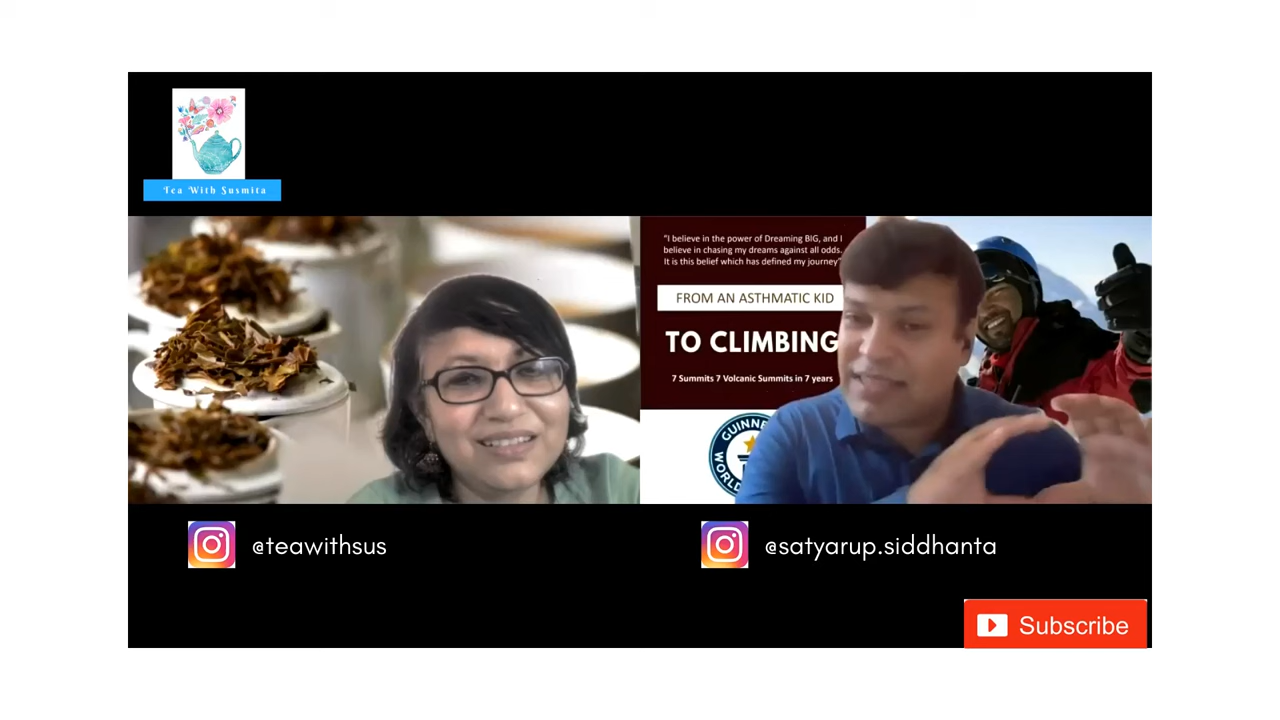 Tea With Susmita
"I believe in the power of Dreaming BIG, and I
believe in chasing my dreams against all odds.
It is this belief which has defined my journey"
FROM AN ASTHMATIC KID
TO CLIMBING
7 Summits 7 Volcanic Summits in 7 years
WORLD
@teawithsus
@satyarup.siddhanta
Subscribe